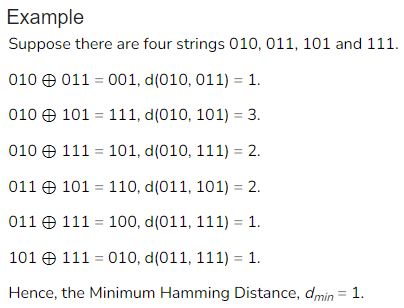 Example
Suppose there are four strings 010, 011, 101 and 111.
010 ⊕ 011 = 001, d(010, 011) = 1.
010 ⊕ 101 = 111, d(010, 101) = 3.
010 ⊕ 111 = 101, d(010, 111) = 2.
011 ⊕ 101 = 110, d(011, 101) = 2.
011 ⊕ 111 = 100, d(011, 111) = 1.
101 ⊕ 111 = 010, d(011, 111) = 1.
Hence, the Minimum Hamming Distance, dmin = 1.